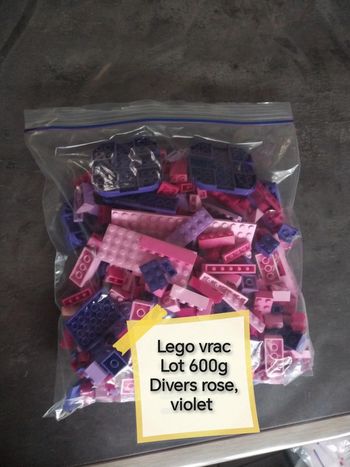 Lego vrac
Lot 600g
Divers rose,
violet